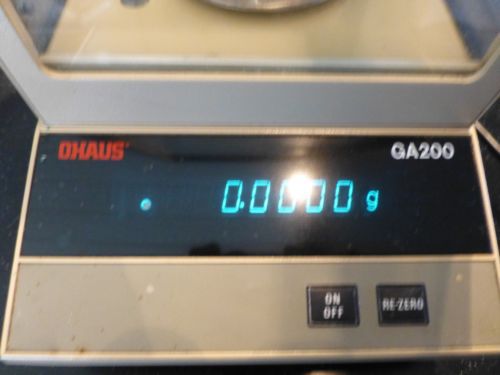 OHAUS GA200
0.0000 g
ON
OFF
RE-ZERO